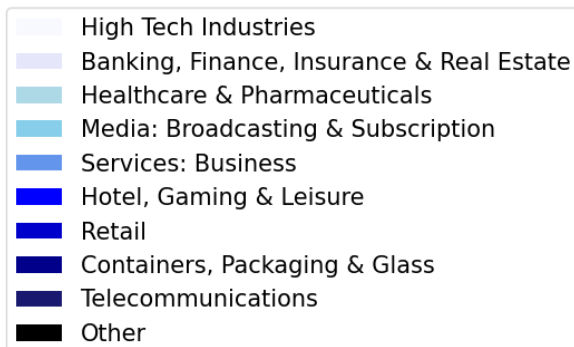 High Tech Industries
Banking, Finance, Insurance & Real Estate
Healthcare & Pharmaceuticals
Media: Broadcasting & Subscription
Services: Business
Hotel, Gaming & Leisure
Retail
Containers, Packaging & Glass
Telecommunications
Other